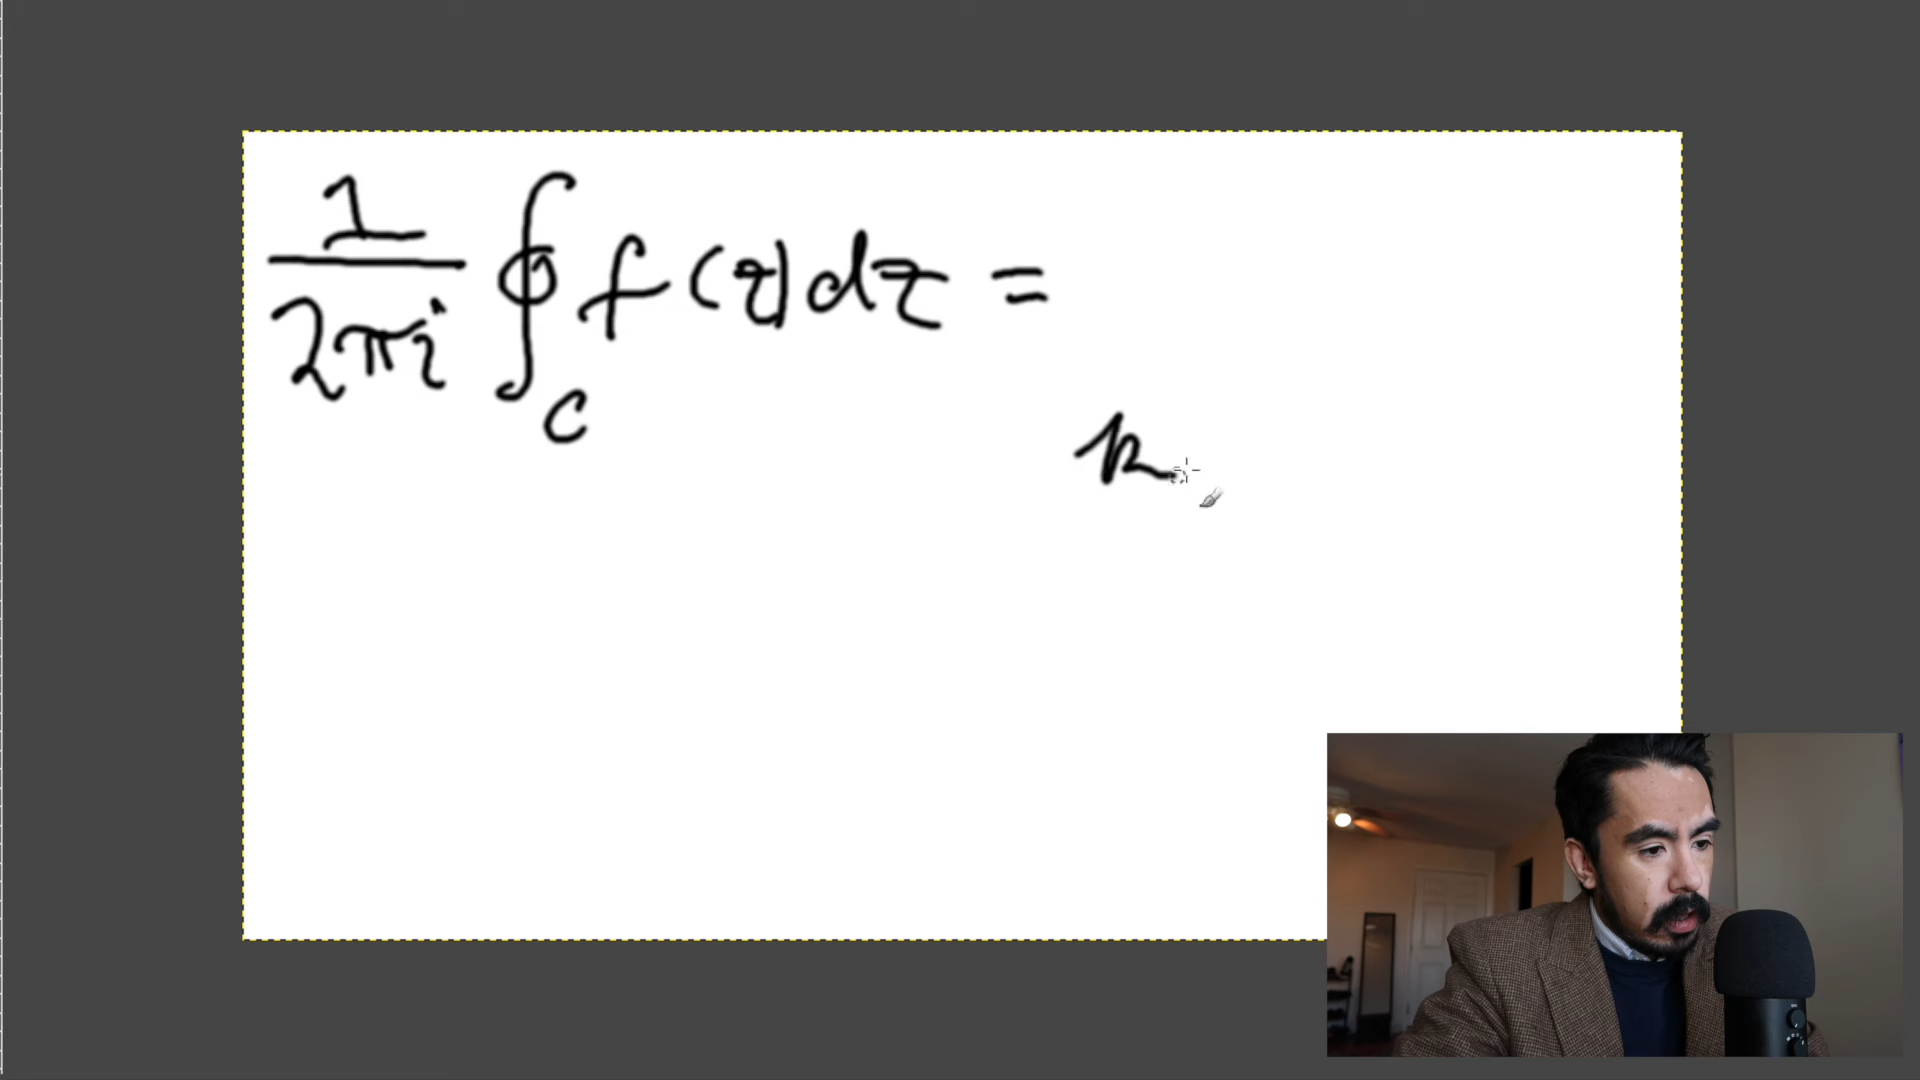 1/2πi ∮_C f(z)dz =
k